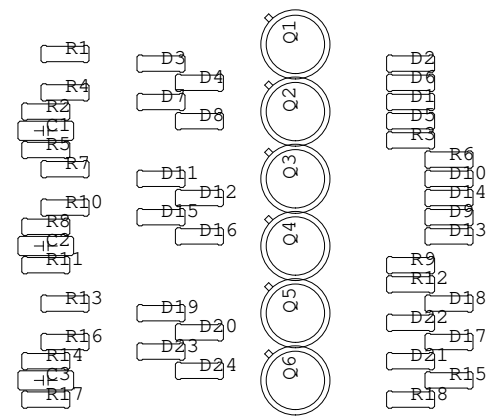 R1
R4
R2
C1
R5
R7
R10
R8
C2
R11
R13
R16
R14
C3
R17
D3
D4
D7
D8
D11
D12
D15
D16
D19
D20
D23
D24
Q1
Q2
Q3
Q4
Q5
Q6
D2
D6
D1
D5
R3
R6
D10
D14
D9
D13
R9
R12
D18
D22
D17
D21
R15
R18